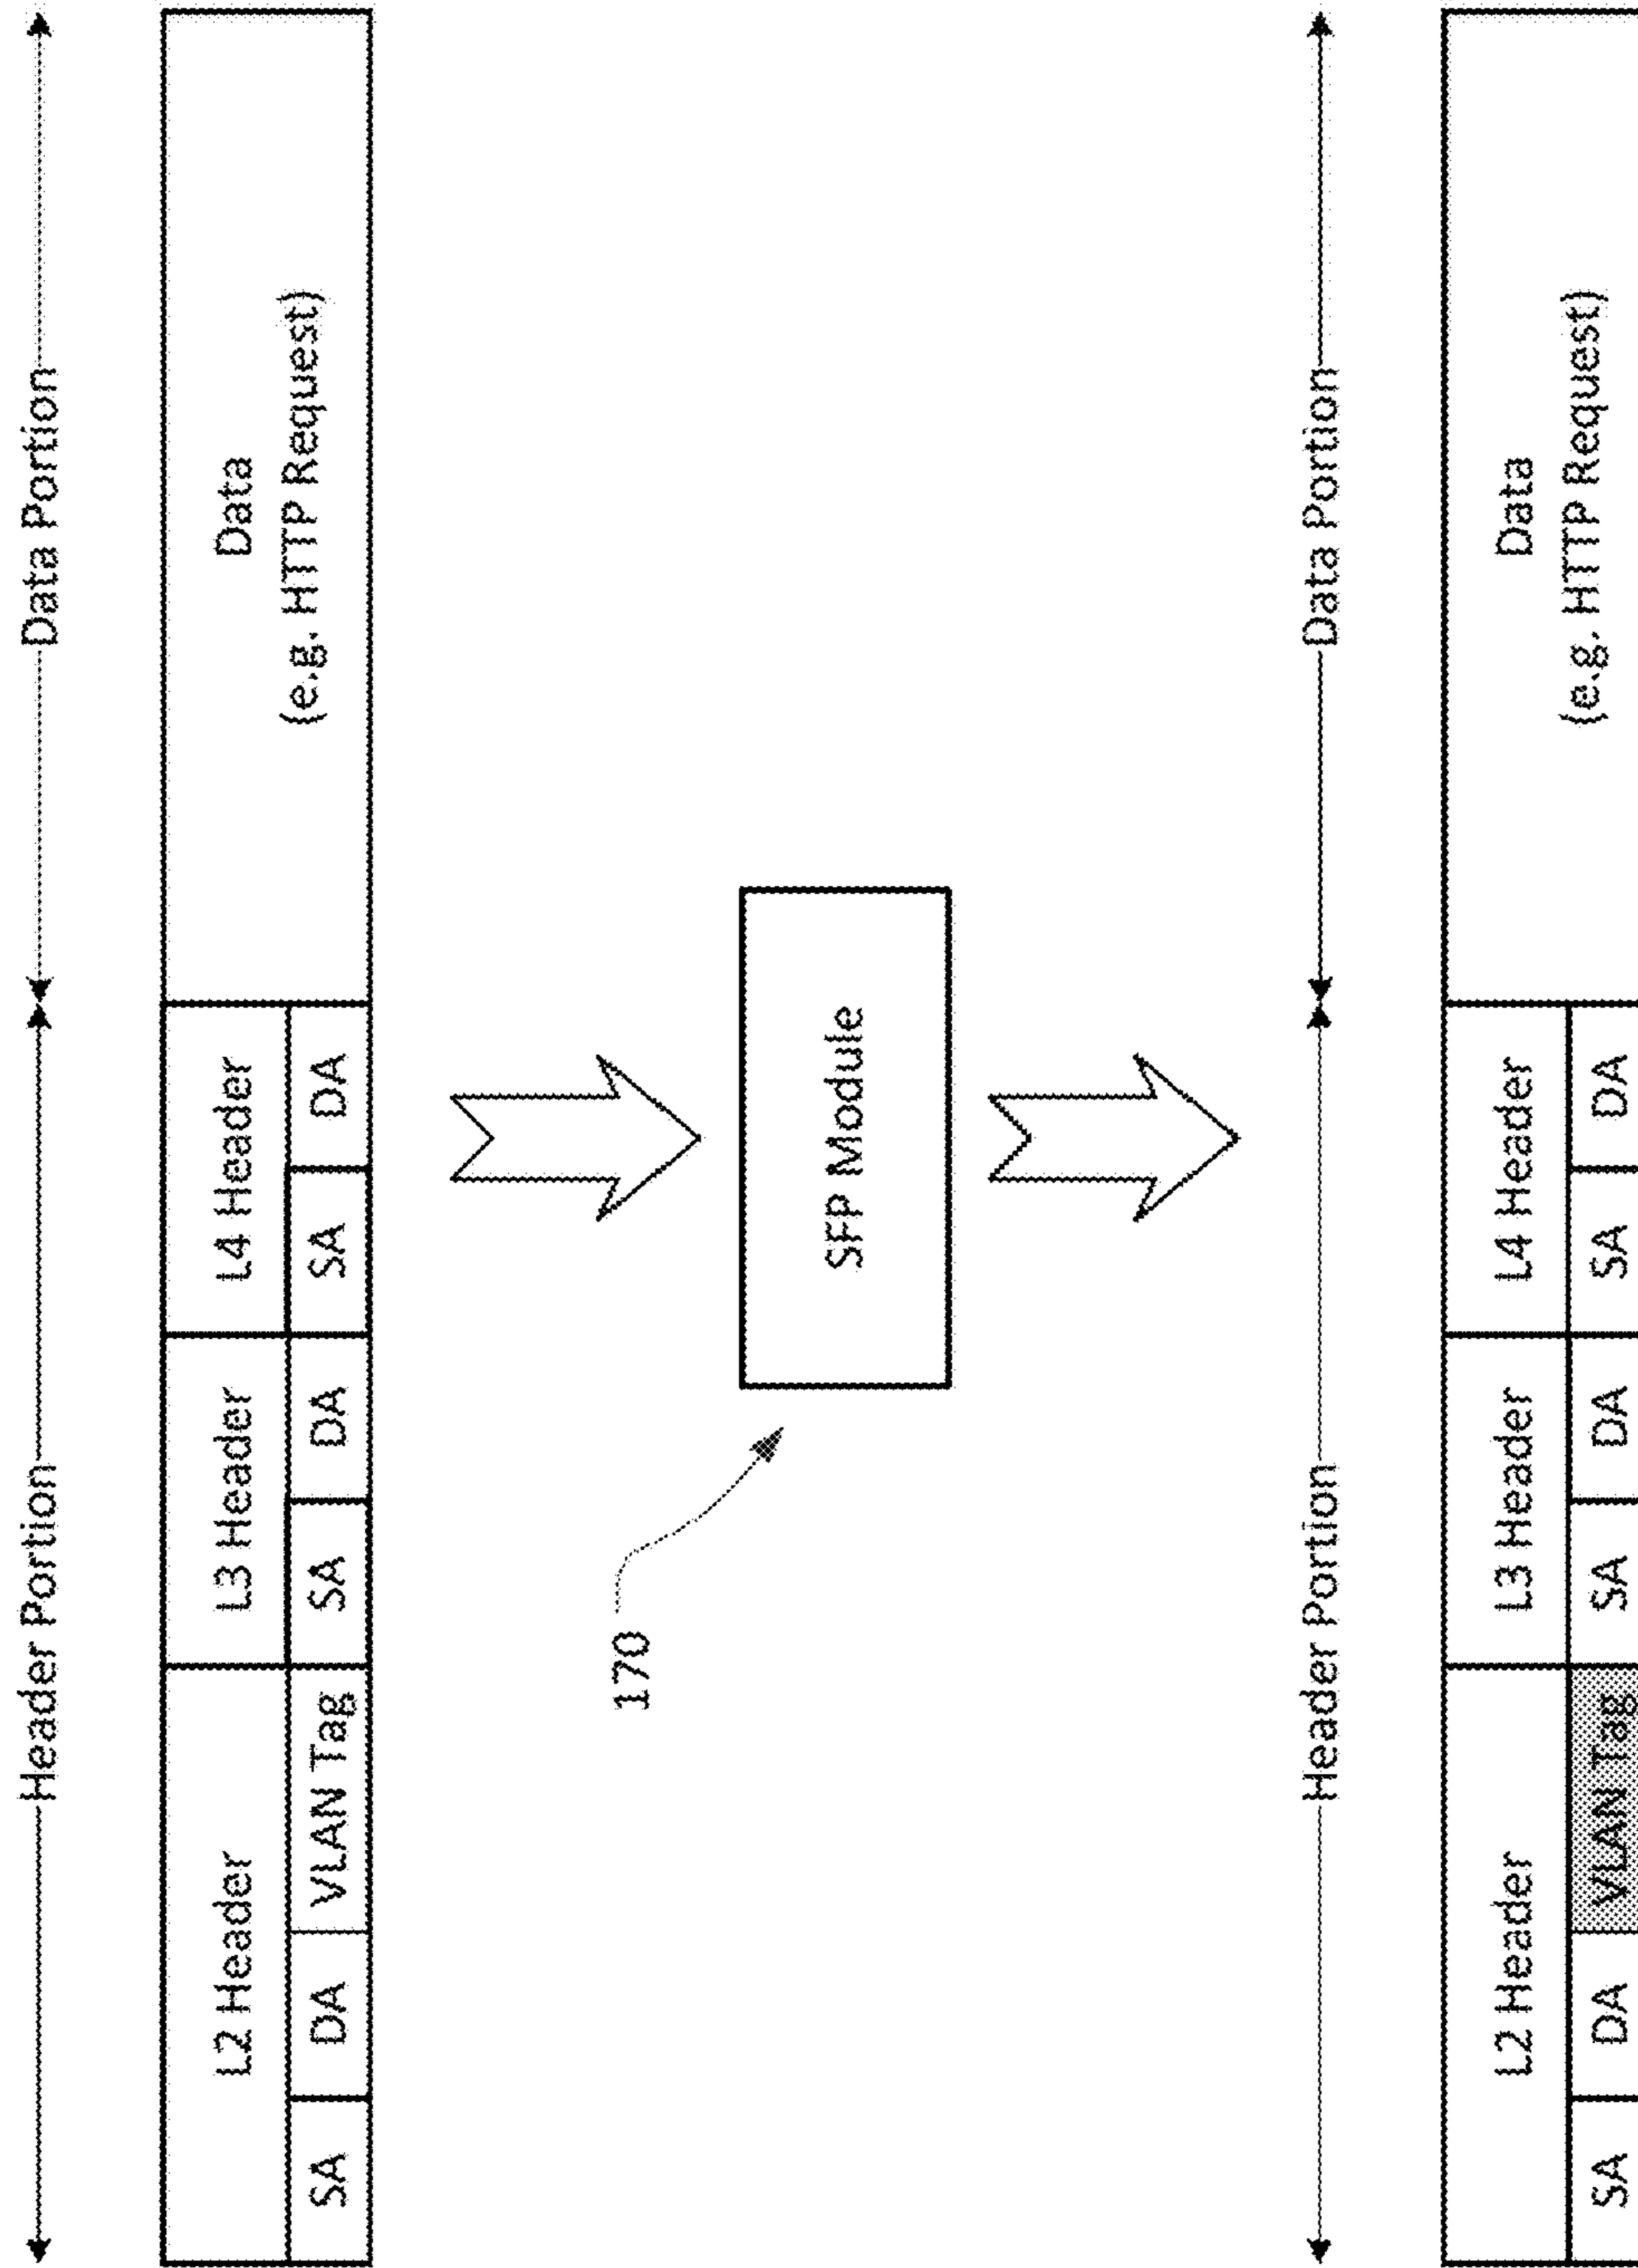 Header Portion
Data Portion
L2 Header
L3 Header
L4 Header
Data
(e.g. HTTP Request)
SA
DA
VLAN Tag
SA
DA
SA
DA
170
SFP Module
Header Portion
Data Portion
L2 Header
L3 Header
L4 Header
Data
(e.g. HTTP Request)
SA
DA
VLAN Tag
SA
DA
SA
DA